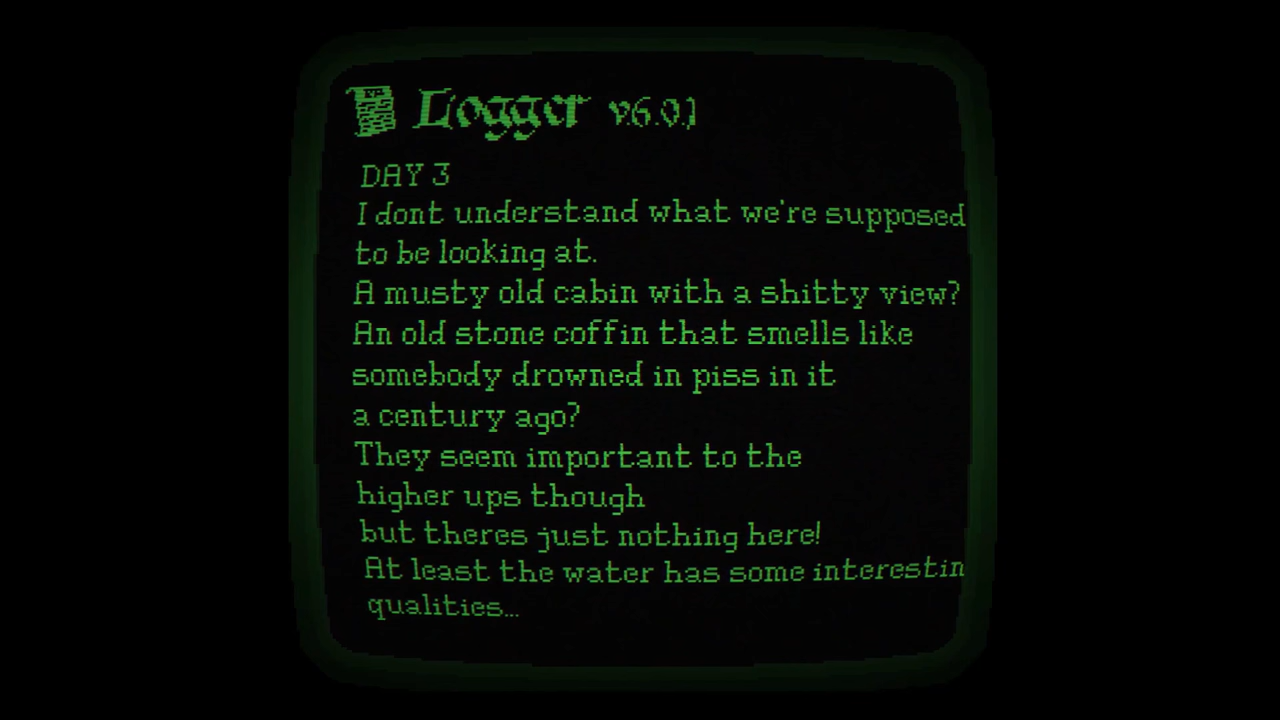 Logger v.6.0.1
DAY 3
I dont understand what we're supposed
to be looking at.
A musty old cabin with a shitty view?
An old stone coffin that smells like
somebody drowned in piss in it
a century ago?
They seem important to the
higher ups though
but theres just nothing here!
At least the water has some interestin
qualities...